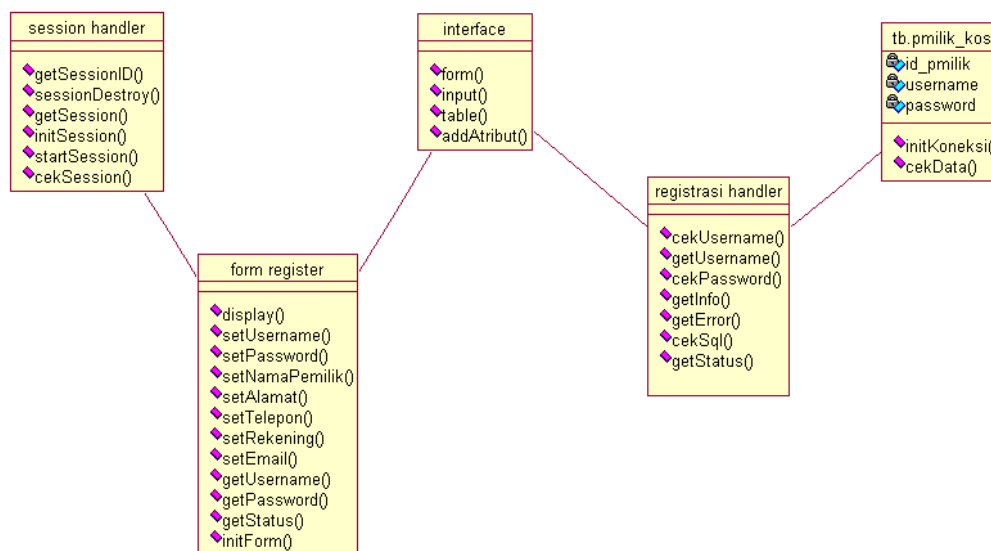 session handler
getSessionID()
sessionDestroy()
getSession()
initSession()
startSession()
cekSession()
interface
form()
input()
table()
addAtribut()
tb.pmilik_kos
id_pmilik
username
password
initKoneksi(
cekData()
registrasi handler
cekUsername()
getUsername()
cekPassword()
getInfo()
getError()
cekSql()
getStatus()
form register
display()
setUsername()
setPassword()
setNamaPemilik()
setAlamat()
setTelepon()
setRekening()
setEmail()
getUsername()
getPassword()
getStatus()
initForm()